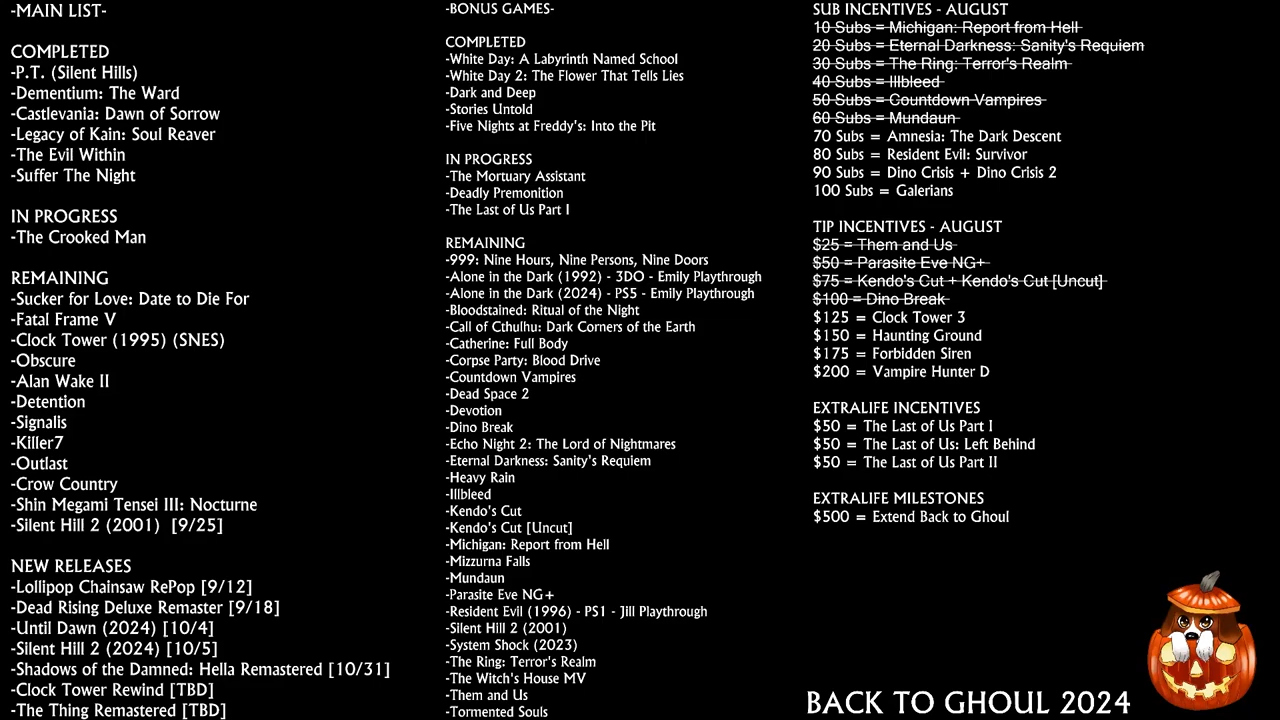 -MAIN LIST-
COMPLETED
-P.T. (Silent Hills)
-Dementium: The Ward
-Castlevania: Dawn of Sorrow
-Legacy of Kain: Soul Reaver
-The Evil Within
-Suffer The Night
IN PROGRESS
-The Crooked Man
REMAINING
-Sucker for Love: Date to Die For
-Fatal Frame V
-Clock Tower (1995) (SNES)
-Obscure
-Alan Wake II
-Detention
-Signalis
-Killer7
-Outlast
-Crow Country
-Shin Megami Tensei III: Nocturne
-Silent Hill 2 (2001) [9/25]
NEW RELEASES
-Lollipop Chainsaw RePop [9/12]
-Dead Rising Deluxe Remaster [9/18]
-Until Dawn (2024) [10/4]
-Silent Hill 2 (2024) [10/5]
-Shadows of the Damned: Hella Remastered [10/31]
-Clock Tower Rewind [TBD]
-The Thing Remastered [TBD]
-BONUS GAMES-
COMPLETED
-White Day: A Labyrinth Named School
-White Day 2: The Flower That Tells Lies
-Dark and Deep
-Stories Untold
-Five Nights at Freddy's: Into the Pit
IN PROGRESS
-The Mortuary Assistant
-Deadly Premonition
-The Last of Us Part I
REMAINING
-999: Nine Hours, Nine Persons, Nine Doors
-Alone in the Dark (1992) - 3DO - Emily Playthrough
-Alone in the Dark (2024) - PS5 - Emily Playthrough
-Bloodstained: Ritual of the Night
-Call of Cthulhu: Dark Corners of the Earth
-Catherine: Full Body
-Corpse Party: Blood Drive
-Countdown Vampires
-Dead Space 2
-Devotion
-Dino Break
-Echo Night 2: The Lord of Nightmares
-Eternal Darkness: Sanity's Requiem
-Heavy Rain
-Illbleed
-Kendo's Cut
-Kendo's Cut [Uncut]
-Michigan: Report from Hell
-Mizzurna Falls
-Mundaun
-Parasite Eve NG+
-Resident Evil (1996) - PS1 - Jill Playthrough
-Silent Hill 2 (2001)
-System Shock (2023)
-The Ring: Terror's Realm
-The Witch's House MV
-Them and Us
-Tormented Souls
SUB INCENTIVES - AUGUST
10 Subs = Michigan: Report from Hell
20 Subs = Eternal Darkness: Sanity's Requiem
30 Subs = The Ring: Terror's Realm
40 Subs = Illbleed
50 Subs = Countdown Vampires
60 Subs = Mundaun
70 Subs = Amnesia: The Dark Descent
80 Subs = Resident Evil: Survivor
90 Subs = Dino Crisis + Dino Crisis 2
100 Subs = Galerians
TIP INCENTIVES - AUGUST
$25 = Them and Us
$50 = Parasite Eve NG+
$75 = Kendo's Cut + Kendo's Cut [Uncut]
$100 = Dino Break
$125 = Clock Tower 3
$150 = Haunting Ground
$175 = Forbidden Siren
$200 = Vampire Hunter D
EXTRALIFE INCENTIVES
$50 = The Last of Us Part I
$50 = The Last of Us: Left Behind
$50 = The Last of Us Part II
EXTRALIFE MILESTONES
$500 = Extend Back to Ghoul
BACK TO GHOUL 2024